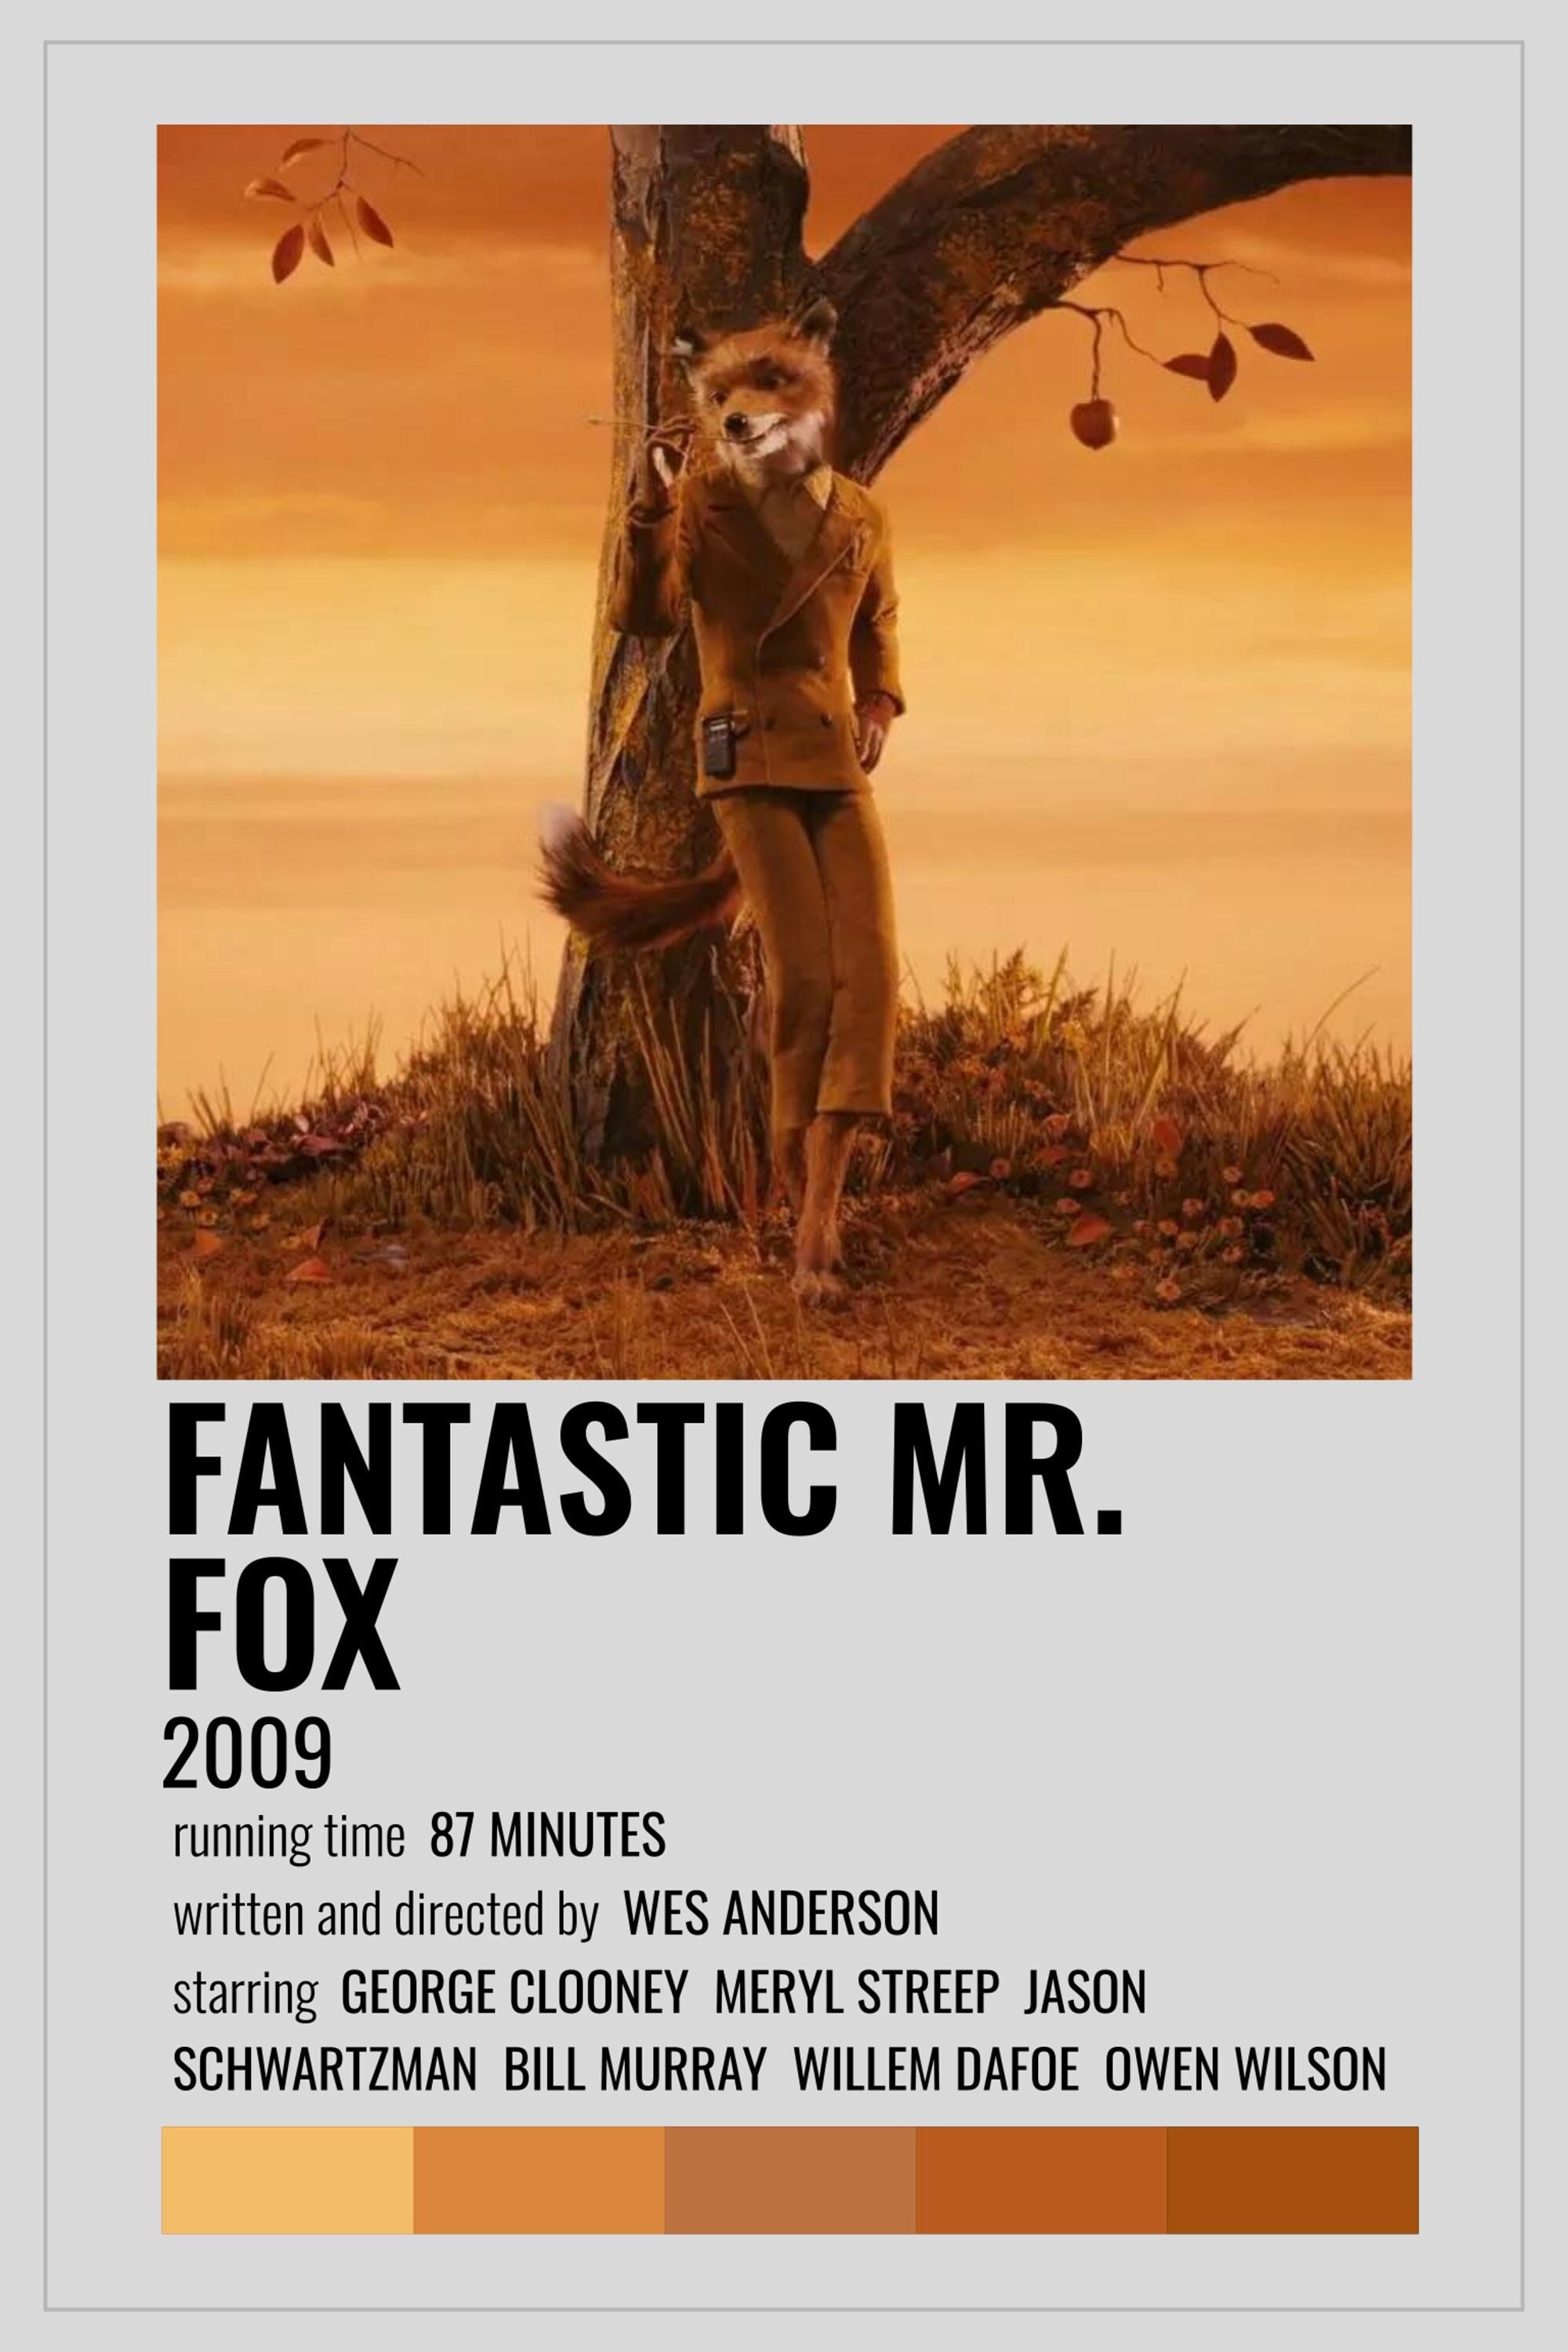 FANTASTIC MR.
FOX
2009
running time 87 MINUTES
written and directed by WES ANDERSON
starring GEORGE CLOONEY MERYL STREEP JASON
SCHWARTZMAN BILL MURRAY WILLEM DAFOE OWEN WILSON